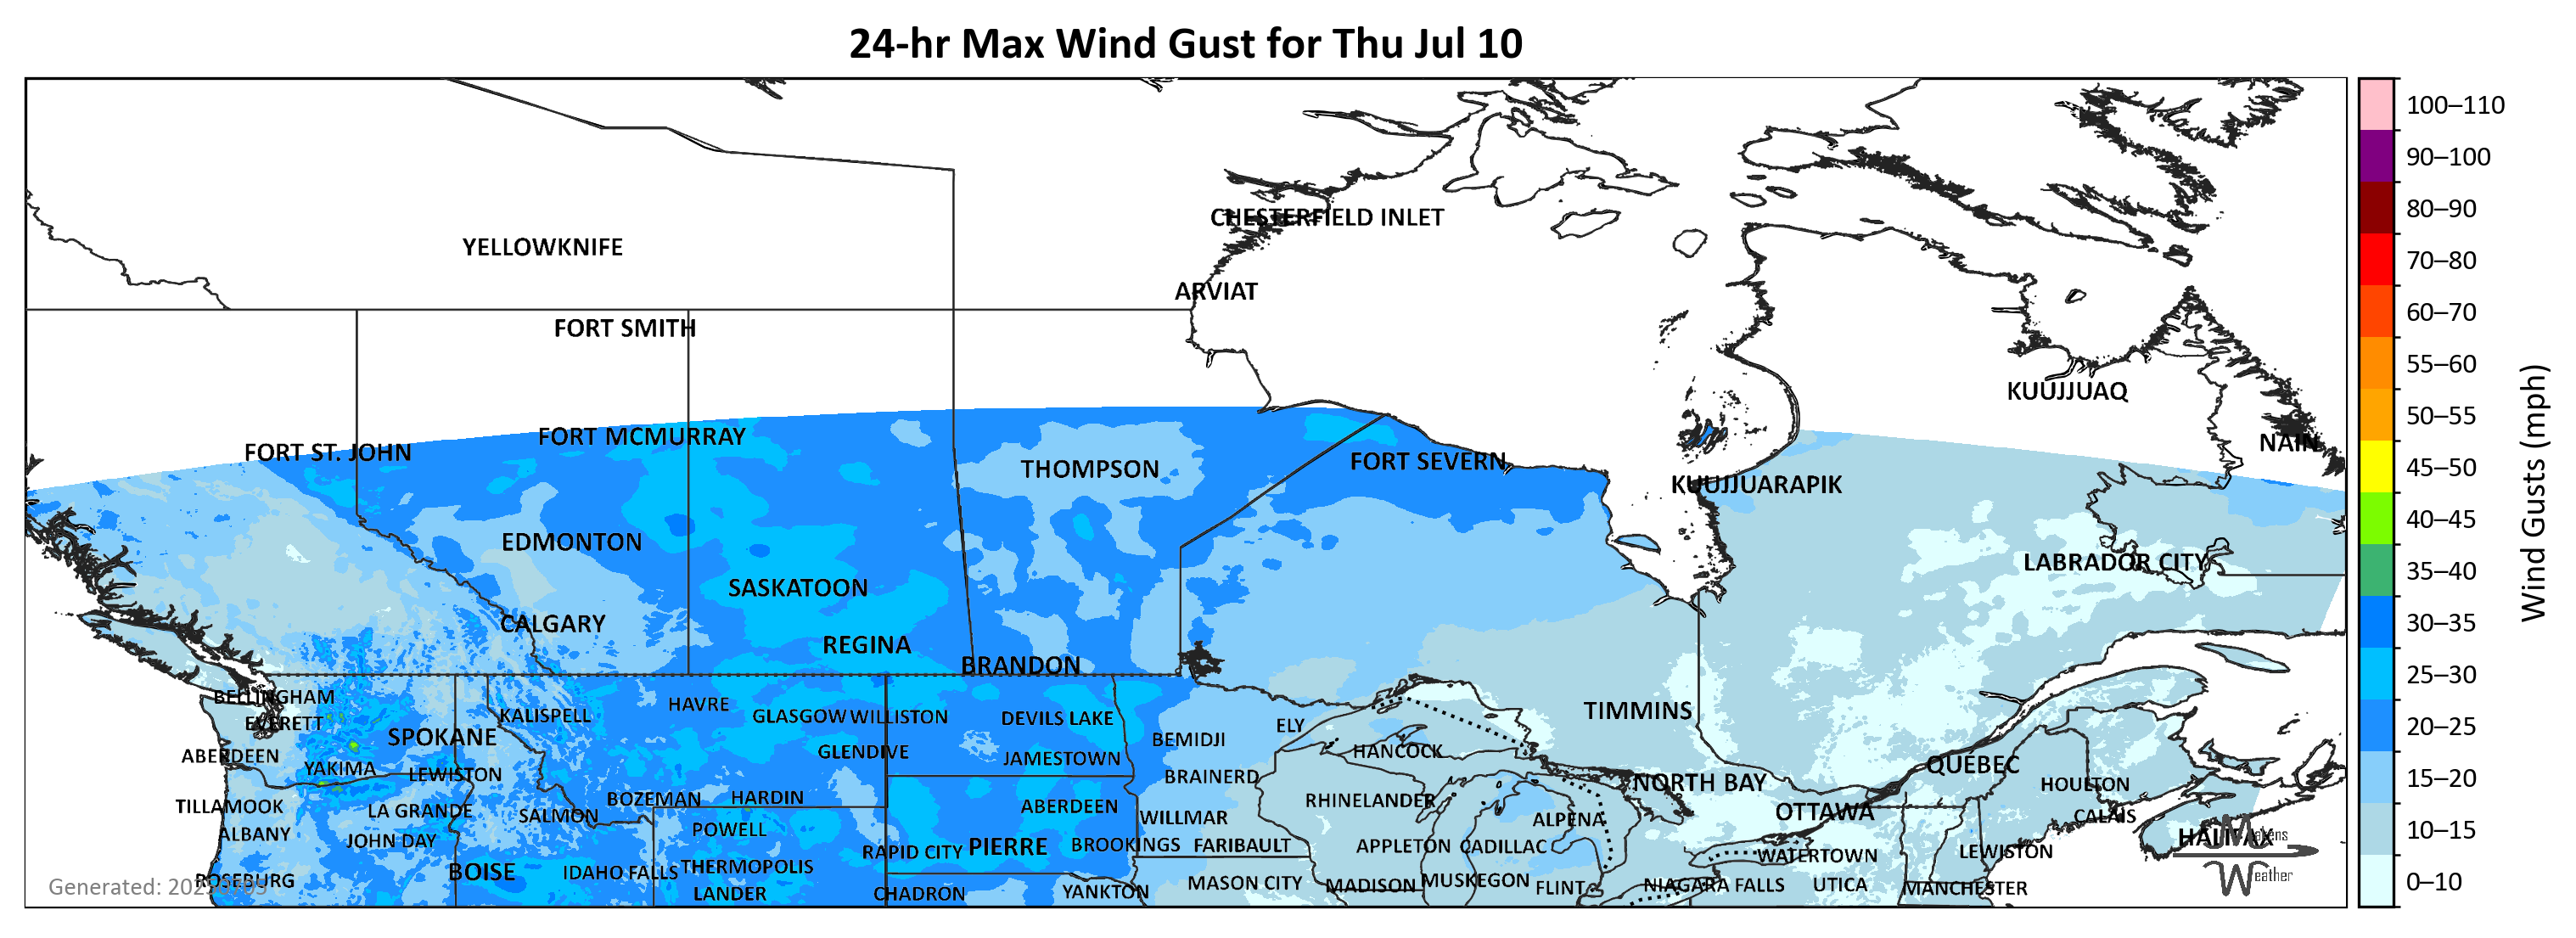 24-hr Max Wind Gust for Thu Jul 10
100–110
90–100
80–90
70–80
60–70
55–60
50–55
45–50
40–45
35–40
30–35
25–30
20–25
15–20
10–15
0–10
Wind Gusts (mph)
CHESTERFIELD INLET
YELLOWKNIFE
ARVIAT
FORT SMITH
KUUJJUAQ
FORT MCMURRAY
NAIN
FORT ST. JOHN
FORT SEVERN
THOMPSON
KUUJJUARAPIK
EDMONTON
LABRADOR CITY
SASKATOON
CALGARY
REGINA
BRANDON
BELLINGHAM
HAVRE
TIMMINS
KALISPELL
GLASGOW
WILLISTON
DEVILS LAKE
EVERETT
ELY
SPOKANE
BEMIDJI
HANCOCK
GLENDIVE
ABERDEEN
JAMESTOWN
QUÉBEC
YAKIMA
LEWISTON
BRAINERD
NORTH BAY
HOULTON
BOZEMAN
HARDIN
RHINELANDER
TILLAMOOK
LA GRANDE
ABERDEEN
OTTAWA
SALMON
WILLMAR
CALAIS
ALPENA
POWELL
ALBANY
HALIFAX
JOHN DAY
RAPID CITY
PIERRE
BROOKINGS
FARIBAULT
APPLETON
CADILLAC
LEWISTON
WATERTOWN
THERMOPOLIS
BOISE
IDAHO FALLS
ROSEBURG
MASON CITY
MADISON
MUSKEGON
FLINT
NIAGARA FALLS
UTICA
MANCHESTER
LANDER
CHADRON
YANKTON
Makens
Weather
Generated: